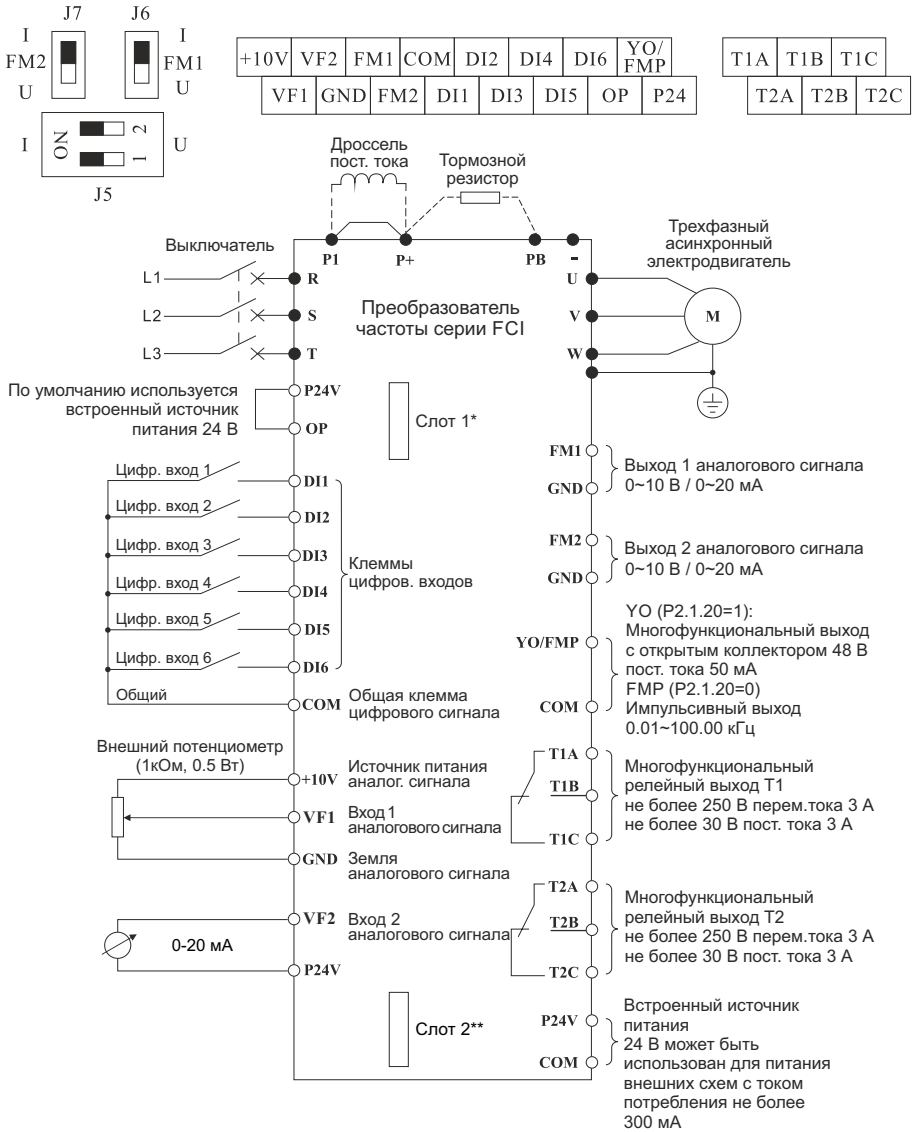 J7
J6
I
I
FM2
FM1
U
U
I
ON
2
1
U
J5
+10V VF2 FM1 COM DI2 DI4 DI6 YO/
FMP
VF1 GND FM2 DI1 DI3 DI5 OP P24
T1A T1B T1C
T2A T2B T2C
Дроссель
пост. тока
Тормозной
резистор
Выключатель
Трехфазный
асинхронный
электродвигатель
P1
P+
PB
-
L1
R
L2
S
L3
T
Преобразователь
частоты серии FCI
U
V
W
M
По умолчанию используется
встроенный источник
питания 24 В
P24V
OP
Слот 1*
Цифр. вход 1
DI1
Цифр. вход 2
DI2
Цифр. вход 3
DI3
Цифр. вход 4
DI4
Цифр. вход 5
DI5
Цифр. вход 6
DI6
Клеммы
цифров. входов
Общий
COM
Общая клемма
цифрового сигнала
Внешний потенциометр
(1кОм, 0.5 Вт)
+10V
Источник питания
аналог. сигнала
VF1
Вход 1
аналогового сигнала
GND
Земля
аналогового сигнала
VF2
Вход 2
аналогового сигнала
0-20 мА
P24V
Слот 2**
FM1
GND
Выход 1 аналогового сигнала
0~10 В / 0~20 мА
FM2
GND
Выход 2 аналогового сигнала
0~10 В / 0~20 мА
YO/FMP
COM
YO (P2.1.20=1):
Многофункциональный выход
с открытым коллектором 48 В
пост. тока 50 мА
FMP (P2.1.20=0)
Импульсивный выход
0.01~100.00 кГц
T1A
T1B
T1C
Многофункциональный
релейный выход T1
не более 250 В перем.тока 3 А
не более 30 В пост. тока 3 А
T2A
T2B
T2C
Многофункциональный
релейный выход T2
не более 250 В перем.тока 3 А
не более 30 В пост. тока 3 А
P24V
COM
Встроенный источник
питания
24 В может быть
использован для питания
внешних схем с током
потребления не более
300 мА